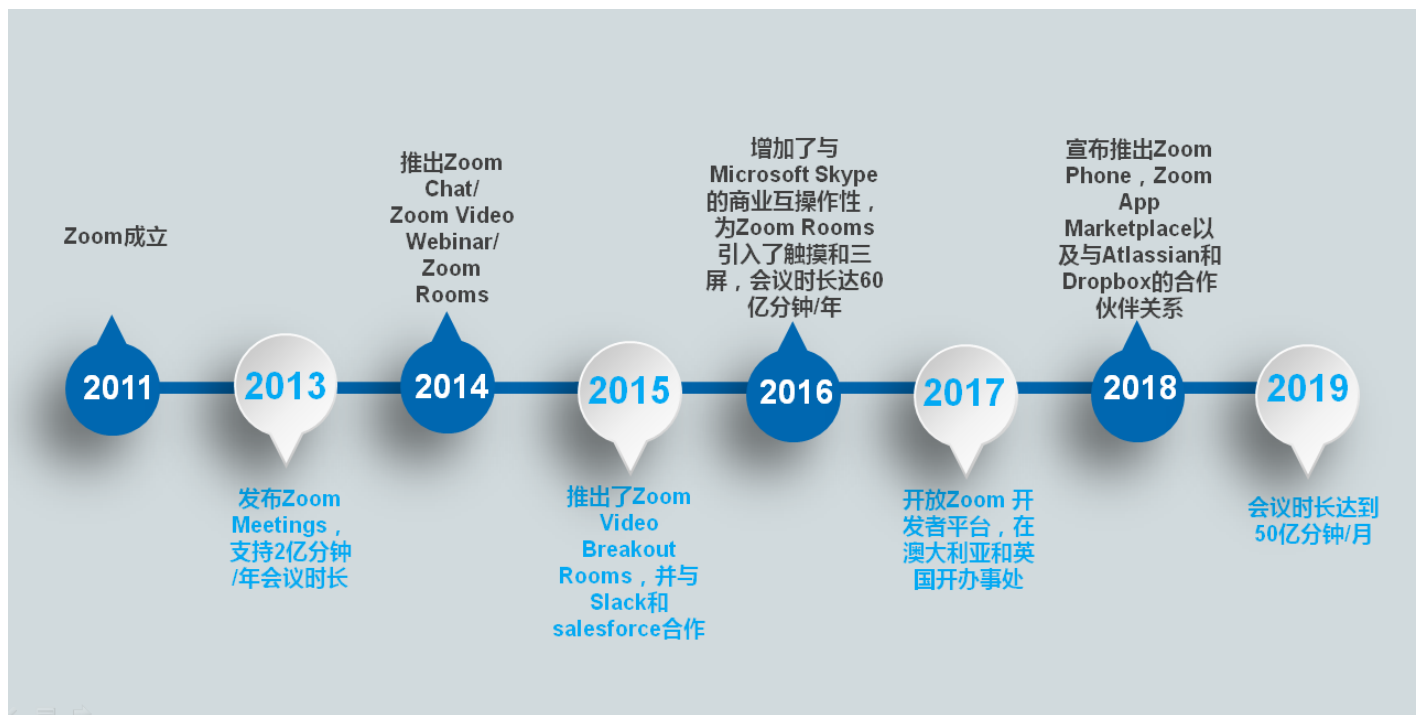 Zoom成立
2011
2013
发布Zoom
Meetings，
支持2亿分钟
/年会议时长
推出Zoom
Chat/
Zoom Video
Webinar/
Zoom
Rooms
2014
2015
推出了Zoom
Video
Breakout
Rooms，并与
Slack和
salesforce合作
增加了与
Microsoft Skype
的商业互操作性，
为Zoom Rooms
引入了触摸和三
屏，会议时长达60
亿分钟/年
2016
2017
开放Zoom 开
发者平台，在
澳大利亚和英
国开办事处
宣布推出Zoom
Phone，Zoom
App
Marketplace以
及与Atlassian和
Dropbox的合作
伙伴关系
2018
2019
会议时长达到
50亿分钟/月